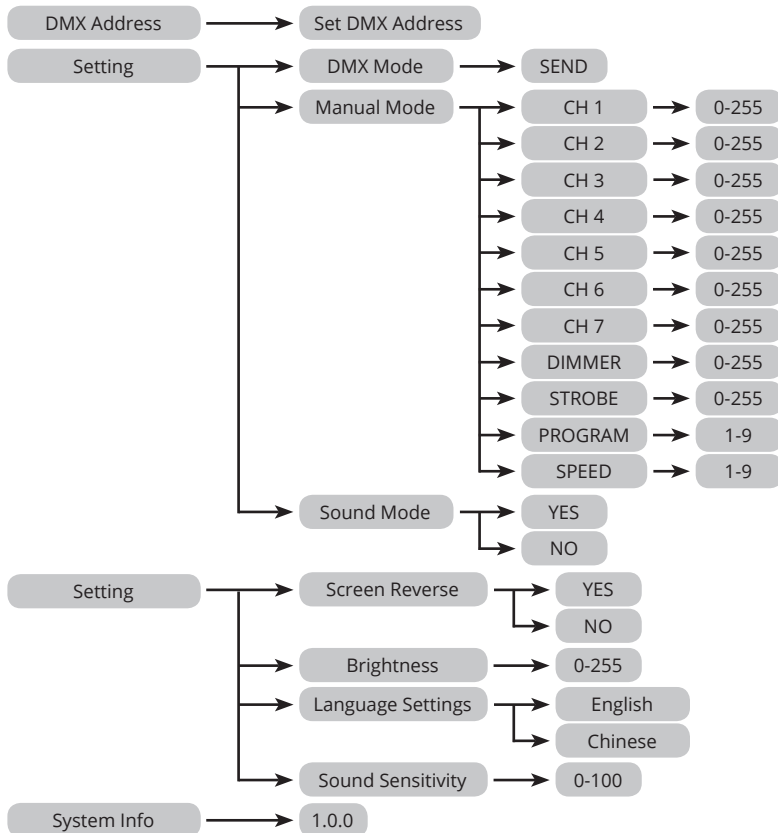 DMX Address Set DMX Address
Setting DMX Mode SEND
Manual Mode CH 1 0-255
CH 2 0-255
CH 3 0-255
CH 4 0-255
CH 5 0-255
CH 6 0-255
CH 7 0-255
DIMMER 0-255
STROBE 0-255
PROGRAM 1-9
SPEED 1-9
Sound Mode YES
NO
Setting Screen Reverse YES
NO
Brightness 0-255
Language Settings English
Chinese
Sound Sensitivity 0-100
System Info 1.0.0